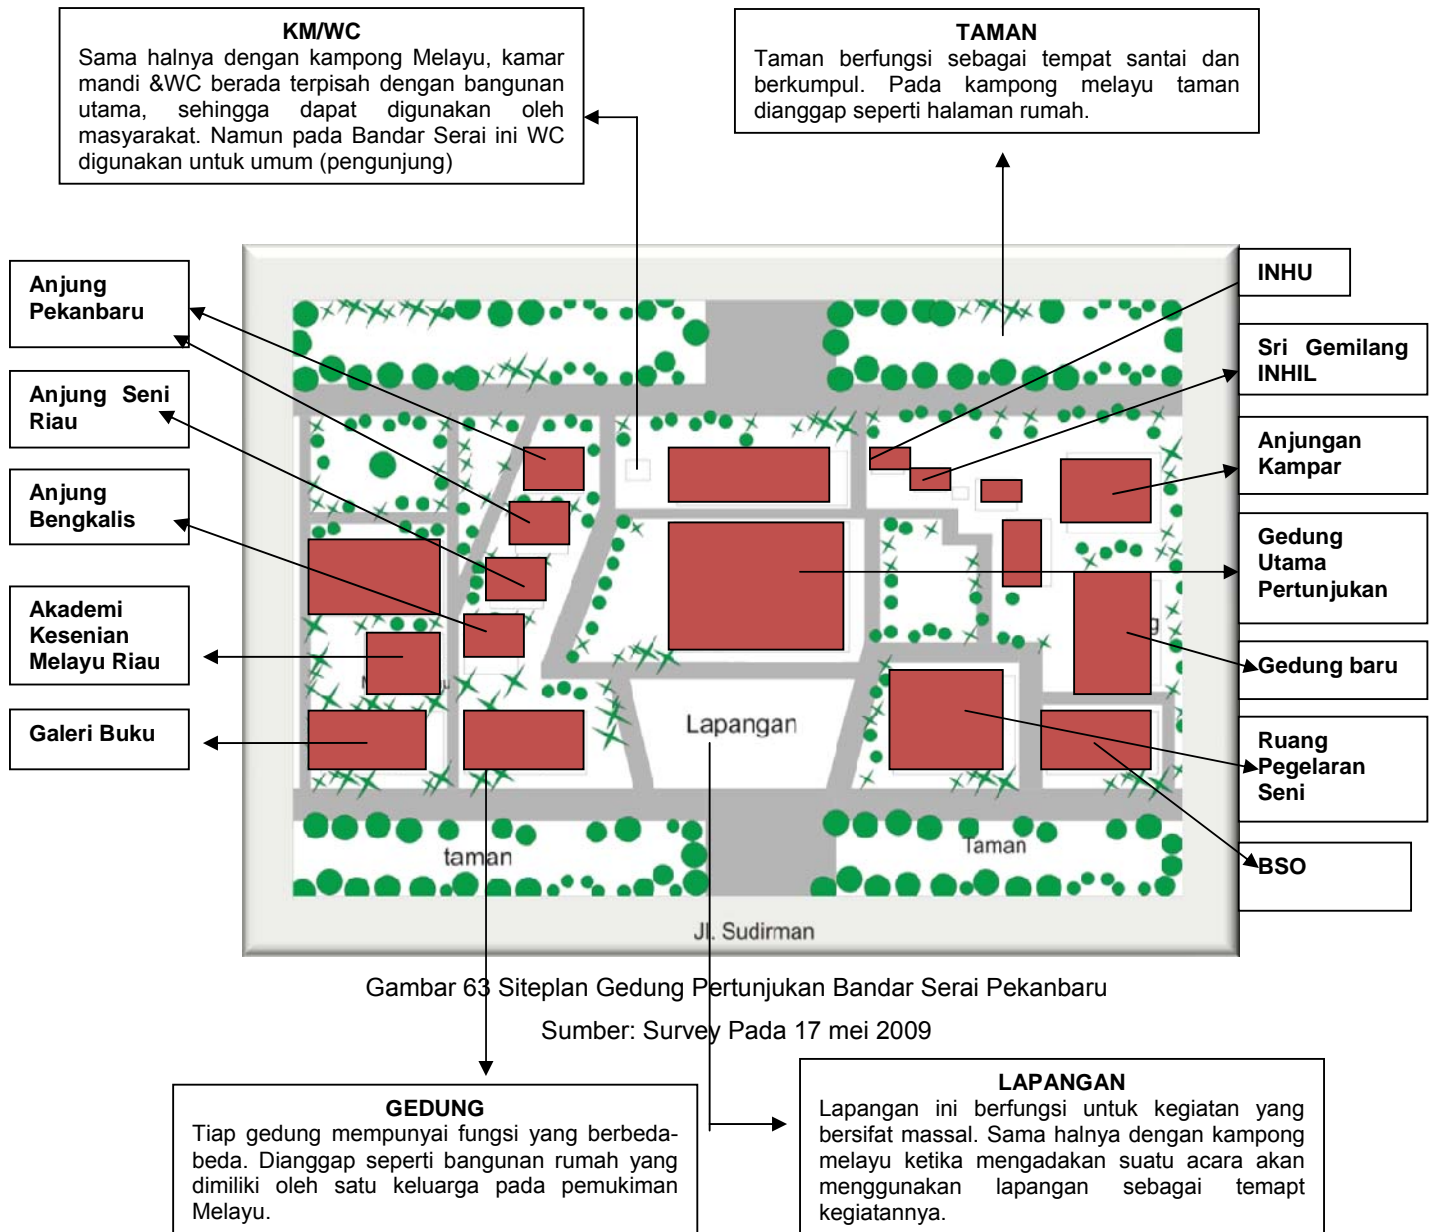 KM/WC
Sama halnya dengan kampong Melayu, kamar
mandi &WC berada terpisah dengan bangunan
utama, sehingga dapat digunakan oleh
masyarakat. Namun pada Bandar Serai ini WC
digunakan untuk umum (pengunjung)
TAMAN
Taman berfungsi sebagai tempat santai dan
berkumpul. Pada kampong melayu taman
dianggap seperti halaman rumah.
Anjung
Pekanbaru
Anjung Seni
Riau
Anjung
Bengkalis
Akademi
Kesenian
Melayu Riau
Galeri Buku
INHU
Sri Gemilang
INHIL
Anjungan
Kampar
Gedung
Utama
Pertunjukan
Gedung baru
Ruang
Pegelaran
Seni
BSO
Lapangan
taman
Taman
Jl. Sudirman
Gambar 63 Siteplan Gedung Pertunjukan Bandar Serai Pekanbaru
Sumber: Survey Pada 17 mei 2009
GEDUNG
Tiap gedung mempunyai fungsi yang berbeda-
beda. Dianggap seperti bangunan rumah yang
dimiliki oleh satu keluarga pada pemukiman
Melayu.
LAPANGAN
Lapangan ini berfungsi untuk kegiatan yang
bersifat massal. Sama halnya dengan kampong
melayu ketika mengadakan suatu acara akan
menggunakan lapangan sebagai temapt
kegiatannya.